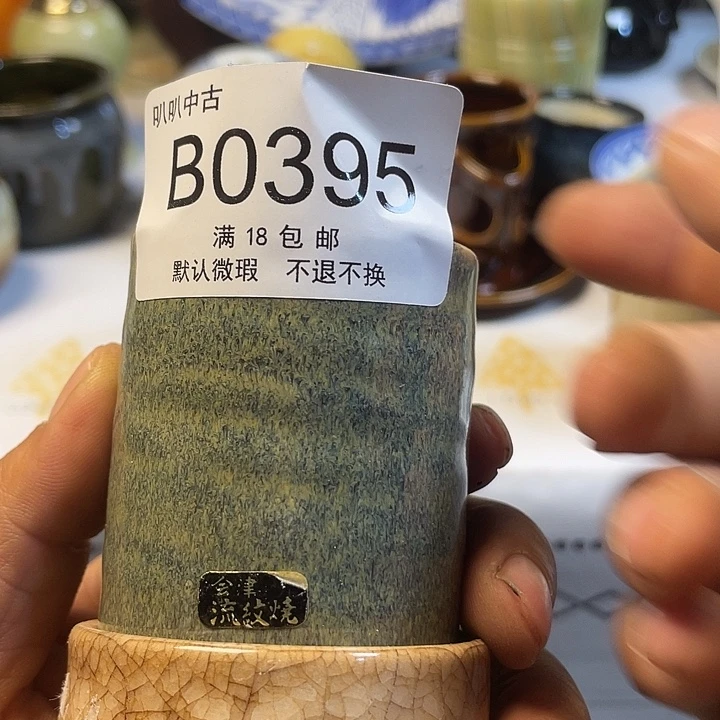 叭叭中古
B0395
满 18 包 邮
默认微瑕 不退不换
会津
流紋焼